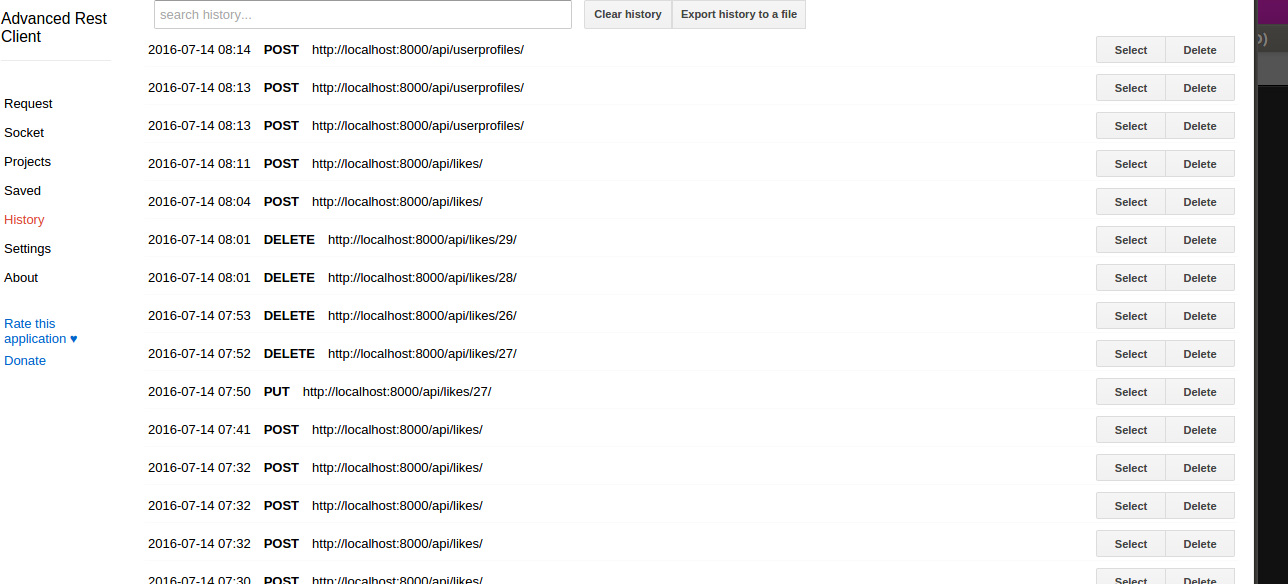 Advanced Rest
Client
Request
Socket
Projects
Saved
History
Settings
About
Rate this
application ♥
Donate
search history...
Clear history
Export history to a file
2016-07-14 08:14 POST http://localhost:8000/api/userprofiles/ Select Delete
2016-07-14 08:13 POST http://localhost:8000/api/userprofiles/ Select Delete
2016-07-14 08:13 POST http://localhost:8000/api/userprofiles/ Select Delete
2016-07-14 08:11 POST http://localhost:8000/api/likes/ Select Delete
2016-07-14 08:04 POST http://localhost:8000/api/likes/ Select Delete
2016-07-14 08:01 DELETE http://localhost:8000/api/likes/29/ Select Delete
2016-07-14 08:01 DELETE http://localhost:8000/api/likes/28/ Select Delete
2016-07-14 07:53 DELETE http://localhost:8000/api/likes/26/ Select Delete
2016-07-14 07:52 DELETE http://localhost:8000/api/likes/27/ Select Delete
2016-07-14 07:50 PUT http://localhost:8000/api/likes/27/ Select Delete
2016-07-14 07:41 POST http://localhost:8000/api/likes/ Select Delete
2016-07-14 07:32 POST http://localhost:8000/api/likes/ Select Delete
2016-07-14 07:32 POST http://localhost:8000/api/likes/ Select Delete
2016-07-14 07:32 POST http://localhost:8000/api/likes/ Select Delete
2016-07-14 07:30 POST http://localhost:8000/api/likes/ Select Delete